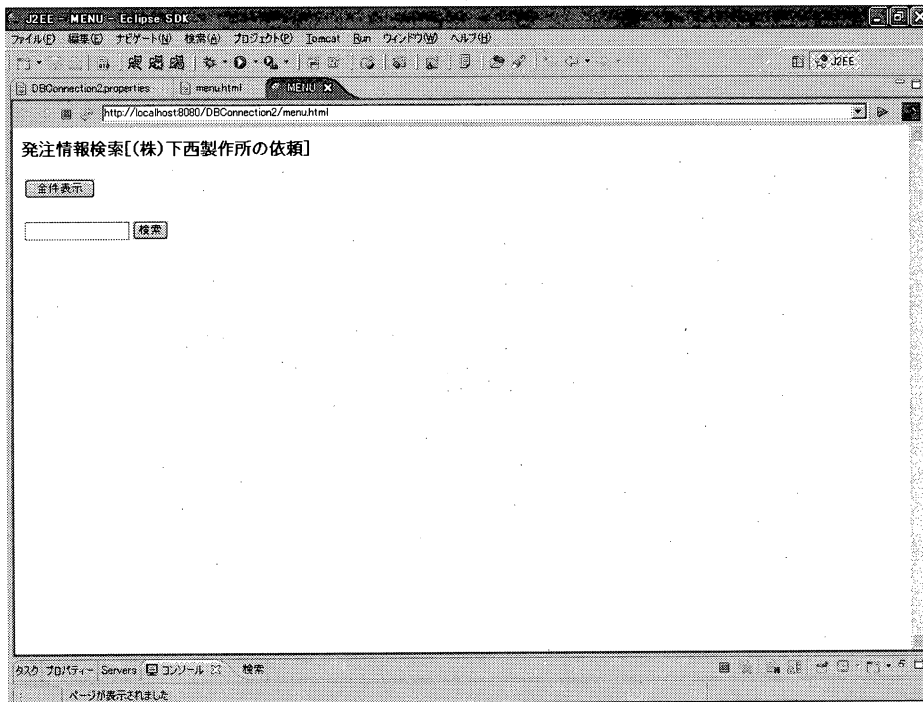 J2EE - MENU - Eclipse SDK
ファイル(F) 編集(E) ナビゲート(N) 検索(A) プロジェクト(P) Tomcat Run ウィンドウ(W) ヘルプ(H)
J2EE
DBConnection2.properties menu.html MENU
http://localhost:8080/DBConnection2/menu.html
発注情報検索[(株)下西製作所の依頼]
全件表示
検索
タスク プロパティー Servers コンソール 検索
ページが表示されました